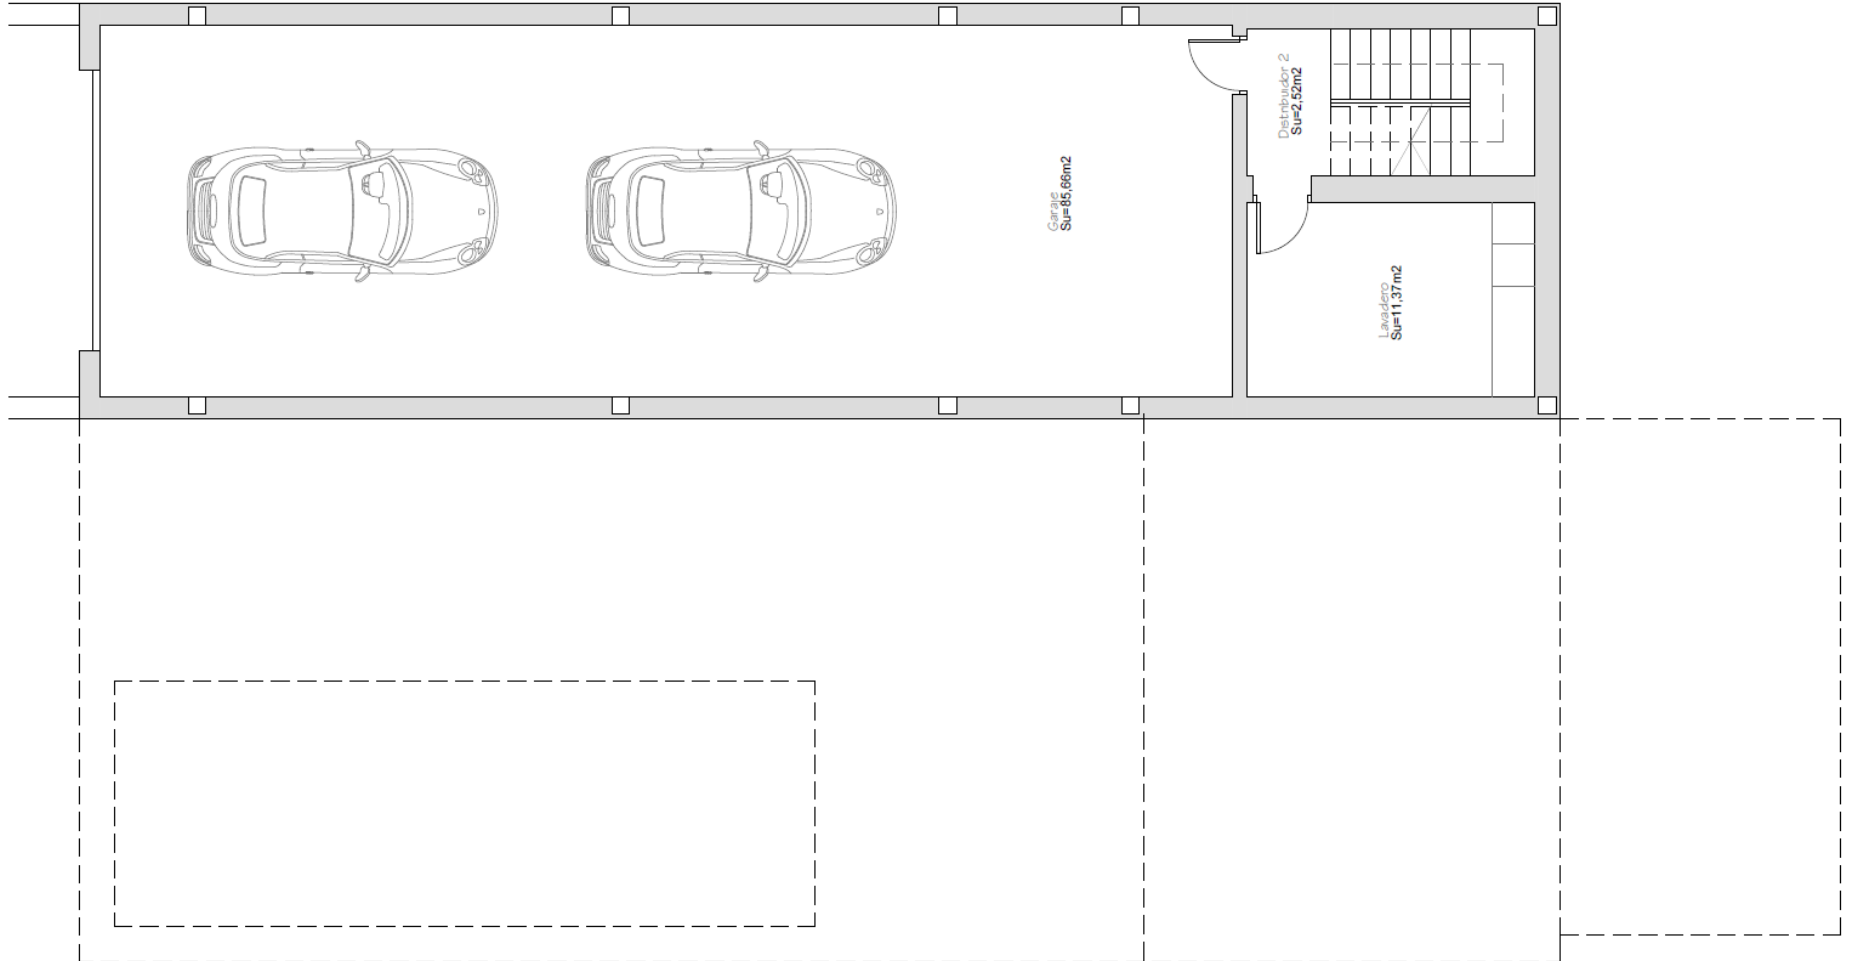 Distribuidor 2
Su=2,52m2
Garaje
Su=85,66m2
Lavadero
Su=11,37m2